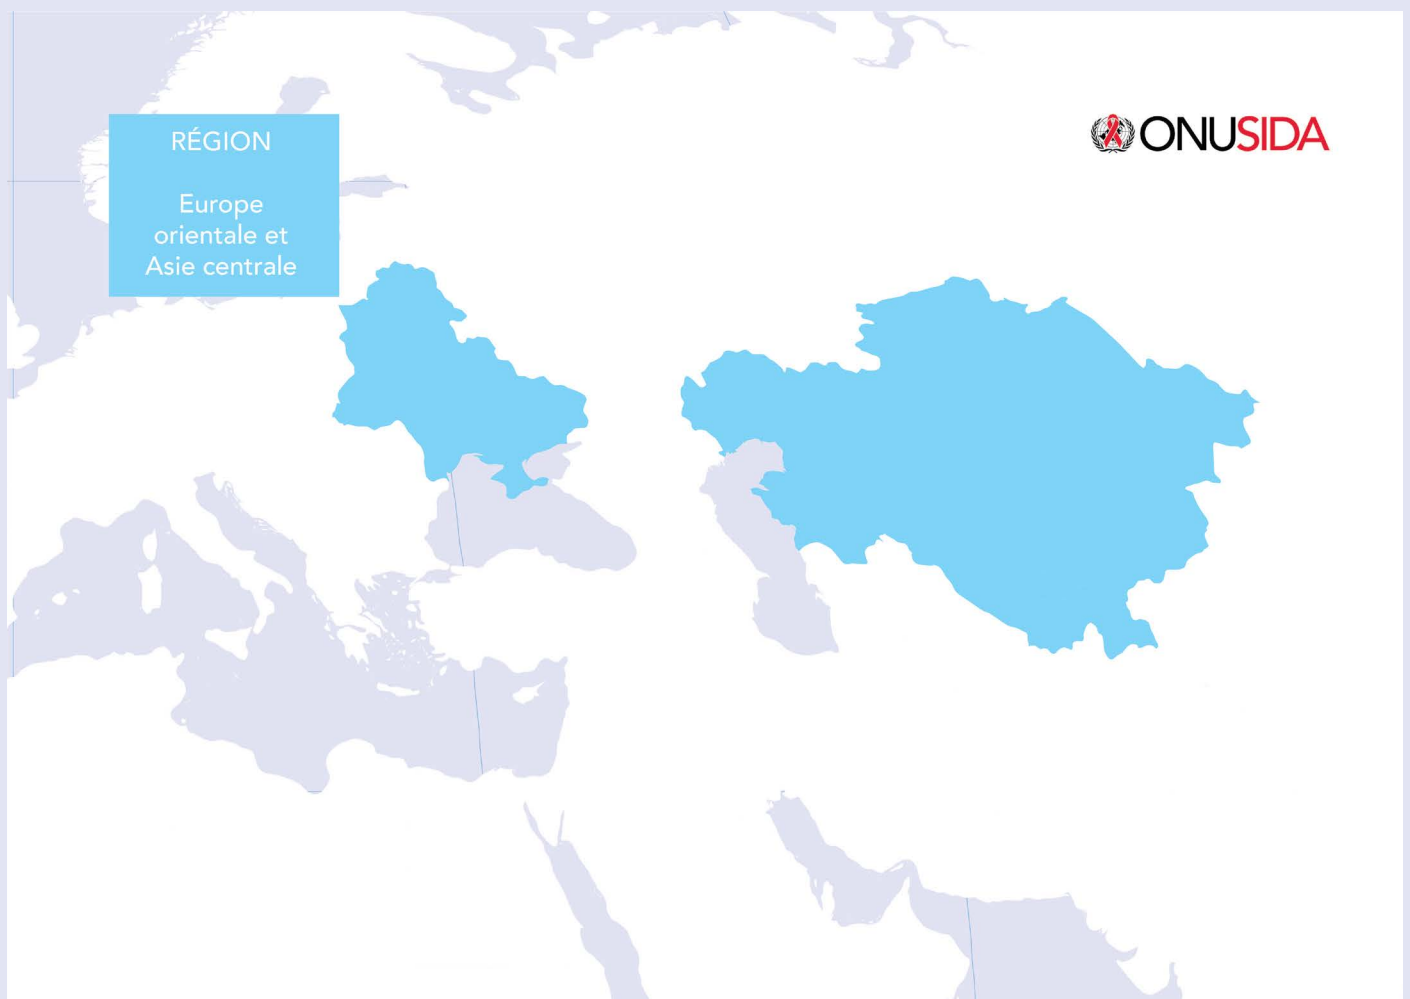 RÉGION
Europe
orientale et
Asie centrale
ONUSIDA